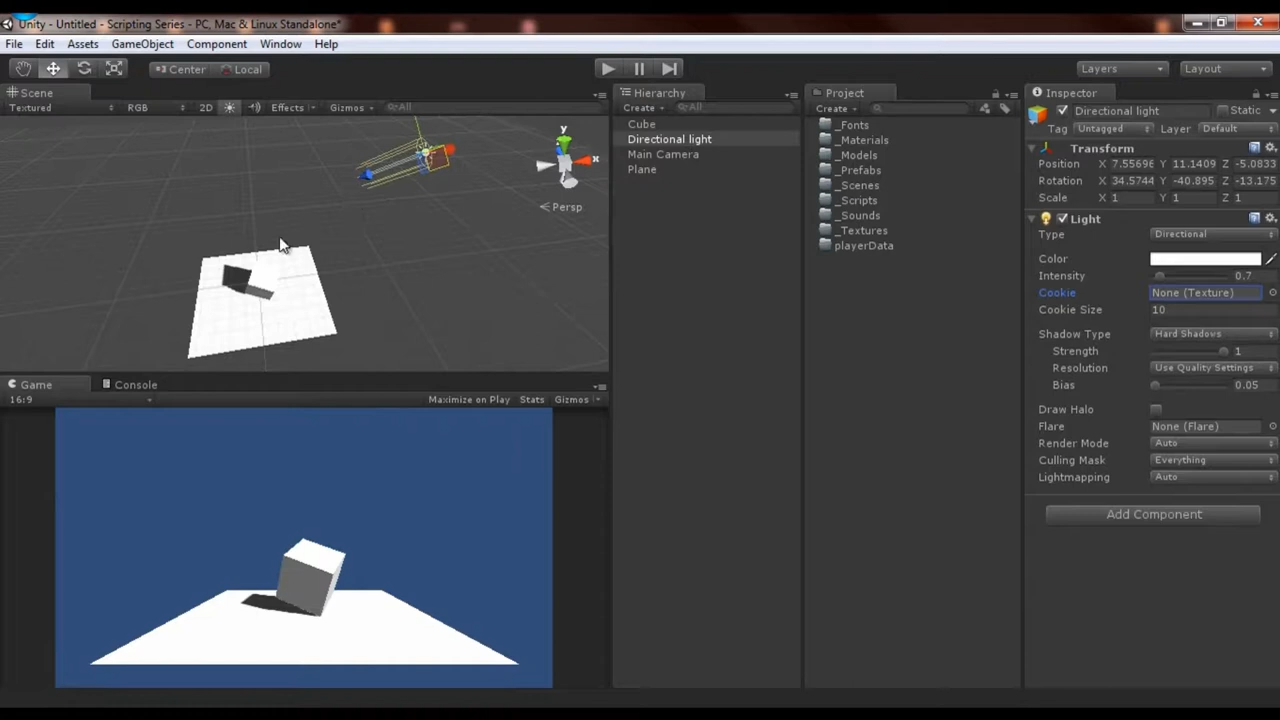 Unity - Untitled - Scripting Series - PC, Mac & Linux Standalone*
File Edit Assets GameObject Component Window Help
Center Local Layers Layout
Scene
Textured RGB 2D Effects Gizmos All
y
x
Persp
Game Console
16:9 Maximize on Play Stats Gizmos
Hierarchy
Create All
Cube
Directional light
Main Camera
Plane
Project
Create
_Fonts
_Materials
_Models
_Prefabs
_Scenes
_Scripts
_Sounds
_Textures
playerData
Inspector
Directional light Static
Tag Untagged Layer Default
Transform
Position X 7.55696 Y 11.1409 Z -5.0833
Rotation X 34.5744 Y -40.895 Z -13.175
Scale X 1 Y 1 Z 1
Light
Type Directional
Color
Intensity 0.7
Cookie None (Texture)
Cookie Size 10
Shadow Type Hard Shadows
Strength 1
Resolution Use Quality Settings
Bias 0.05
Draw Halo
Flare None (Flare)
Render Mode Auto
Culling Mask Everything
Lightmapping Auto
Add Component